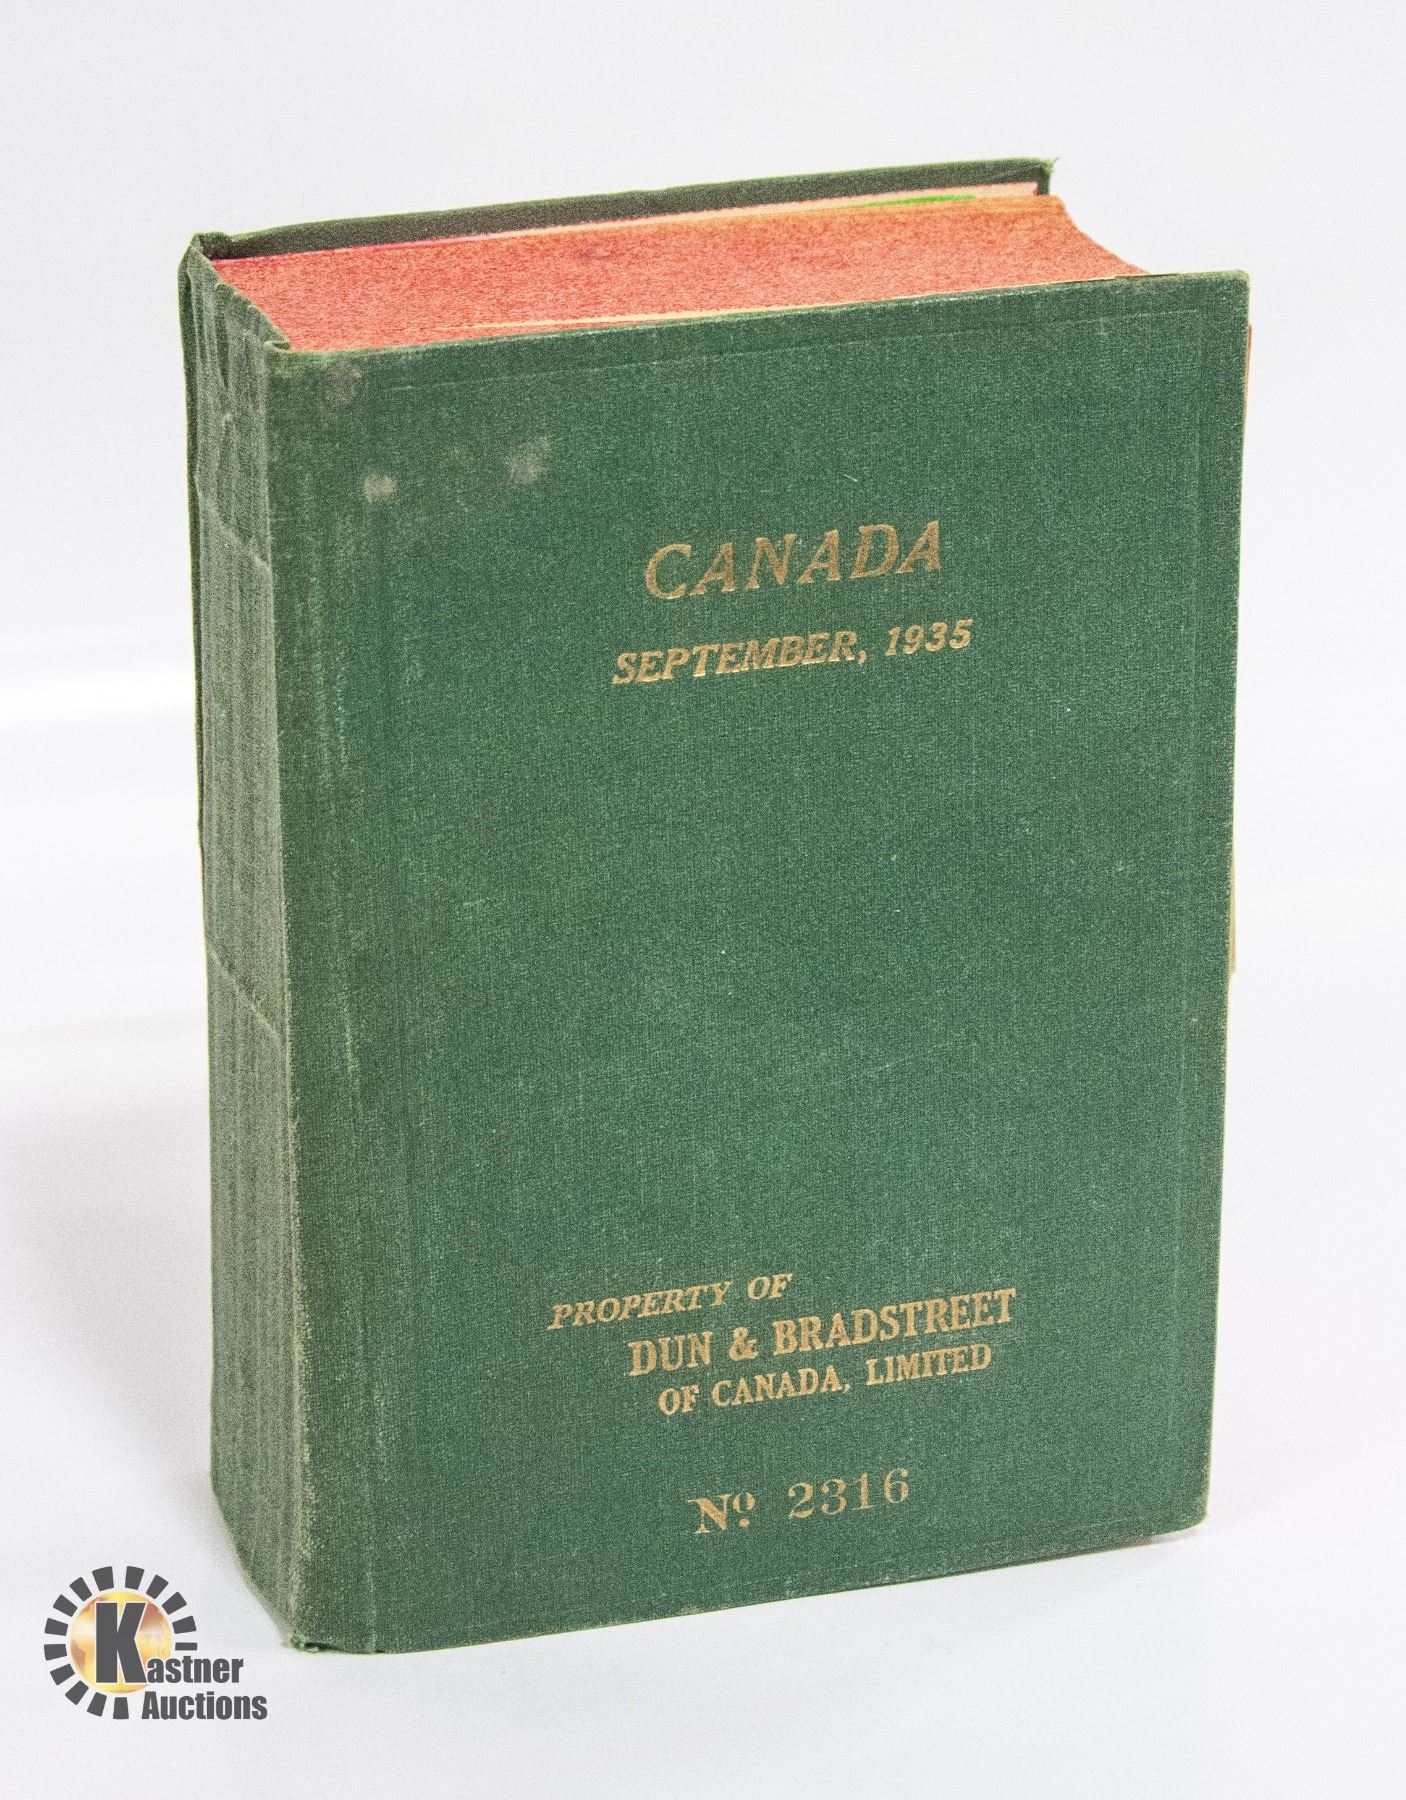 CANADA
SEPTEMBER, 1935
PROPERTY OF
DUN & BRADSTREET
OF CANADA, LIMITED
Nº 2316
Kastner
Auctions